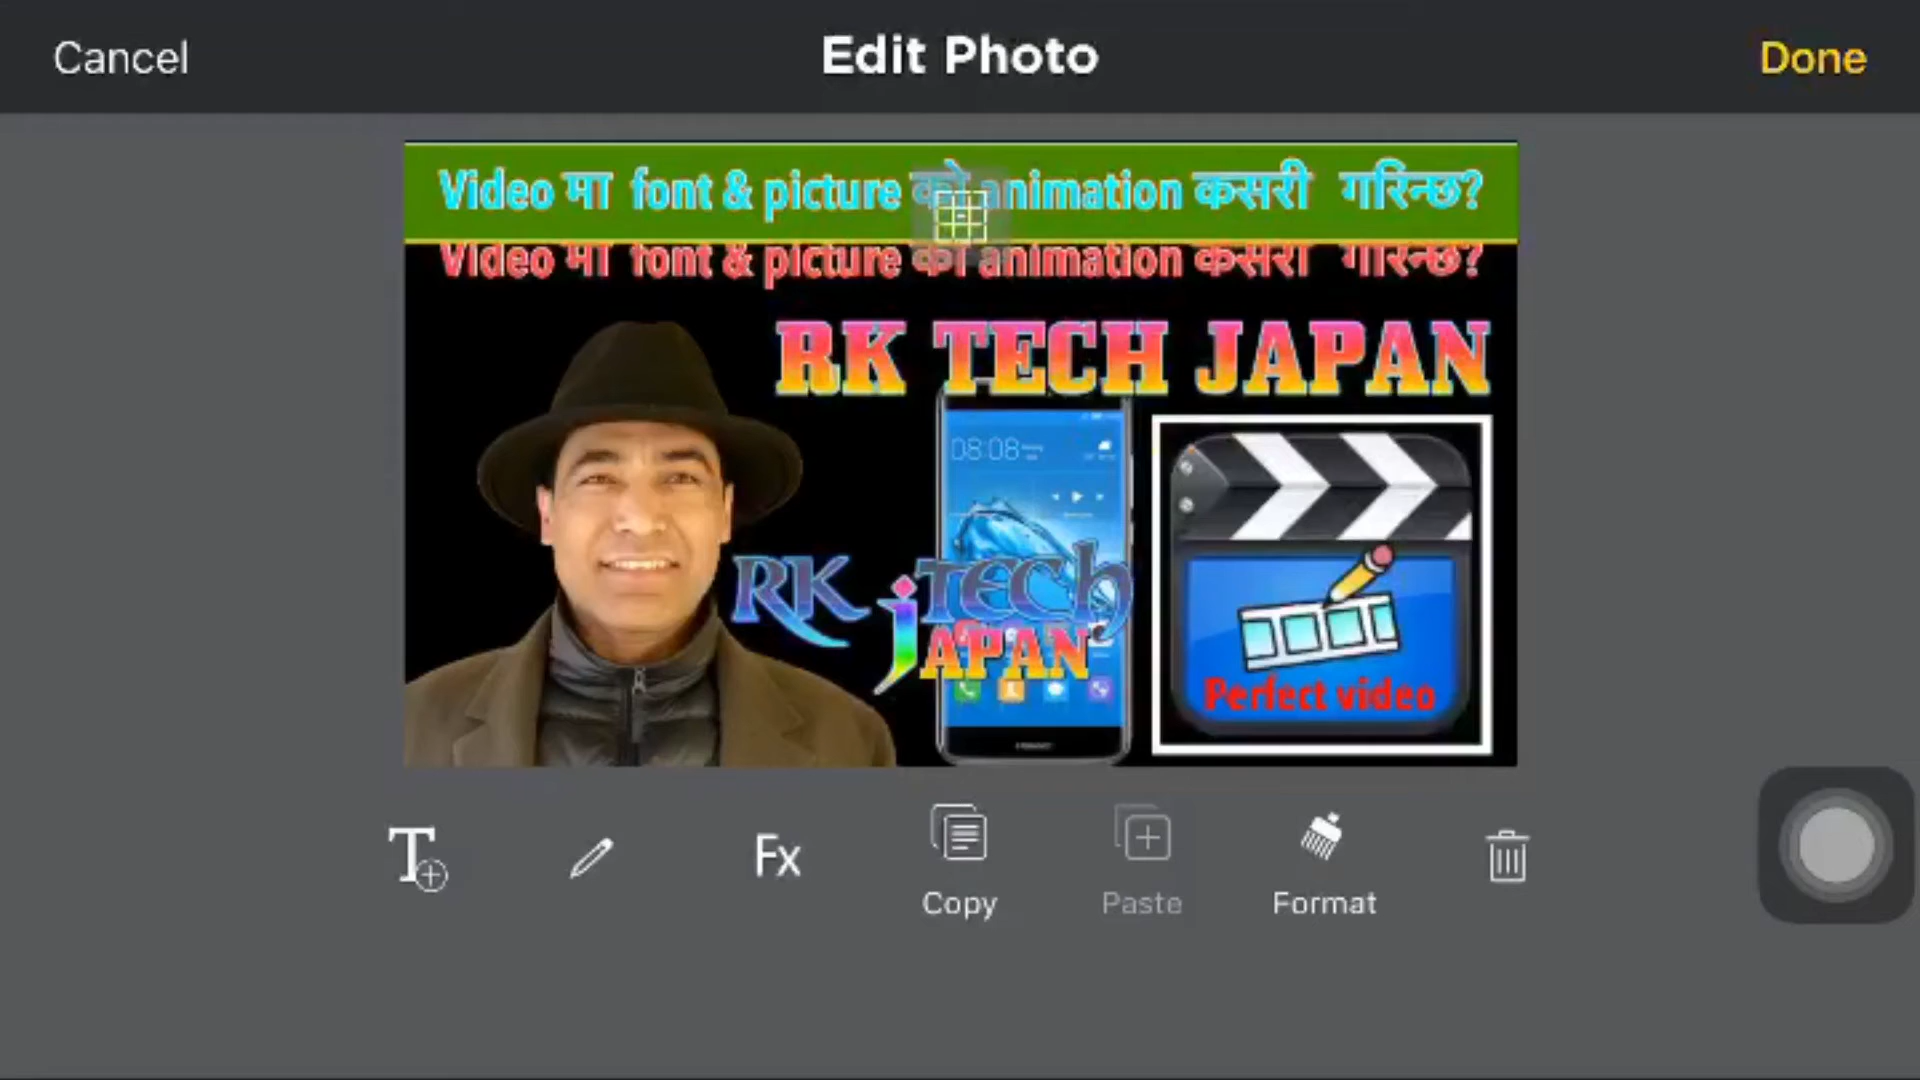 Cancel
Edit Photo
Done
Video मा font & picture को animation कसरी गरिन्छ?
Video मा font & picture को animation कसरी गरिन्छ?
RK TECH JAPAN
08:08
RK TECh
jAPAN
Perfect video
T
Fx
Copy
Paste
Format